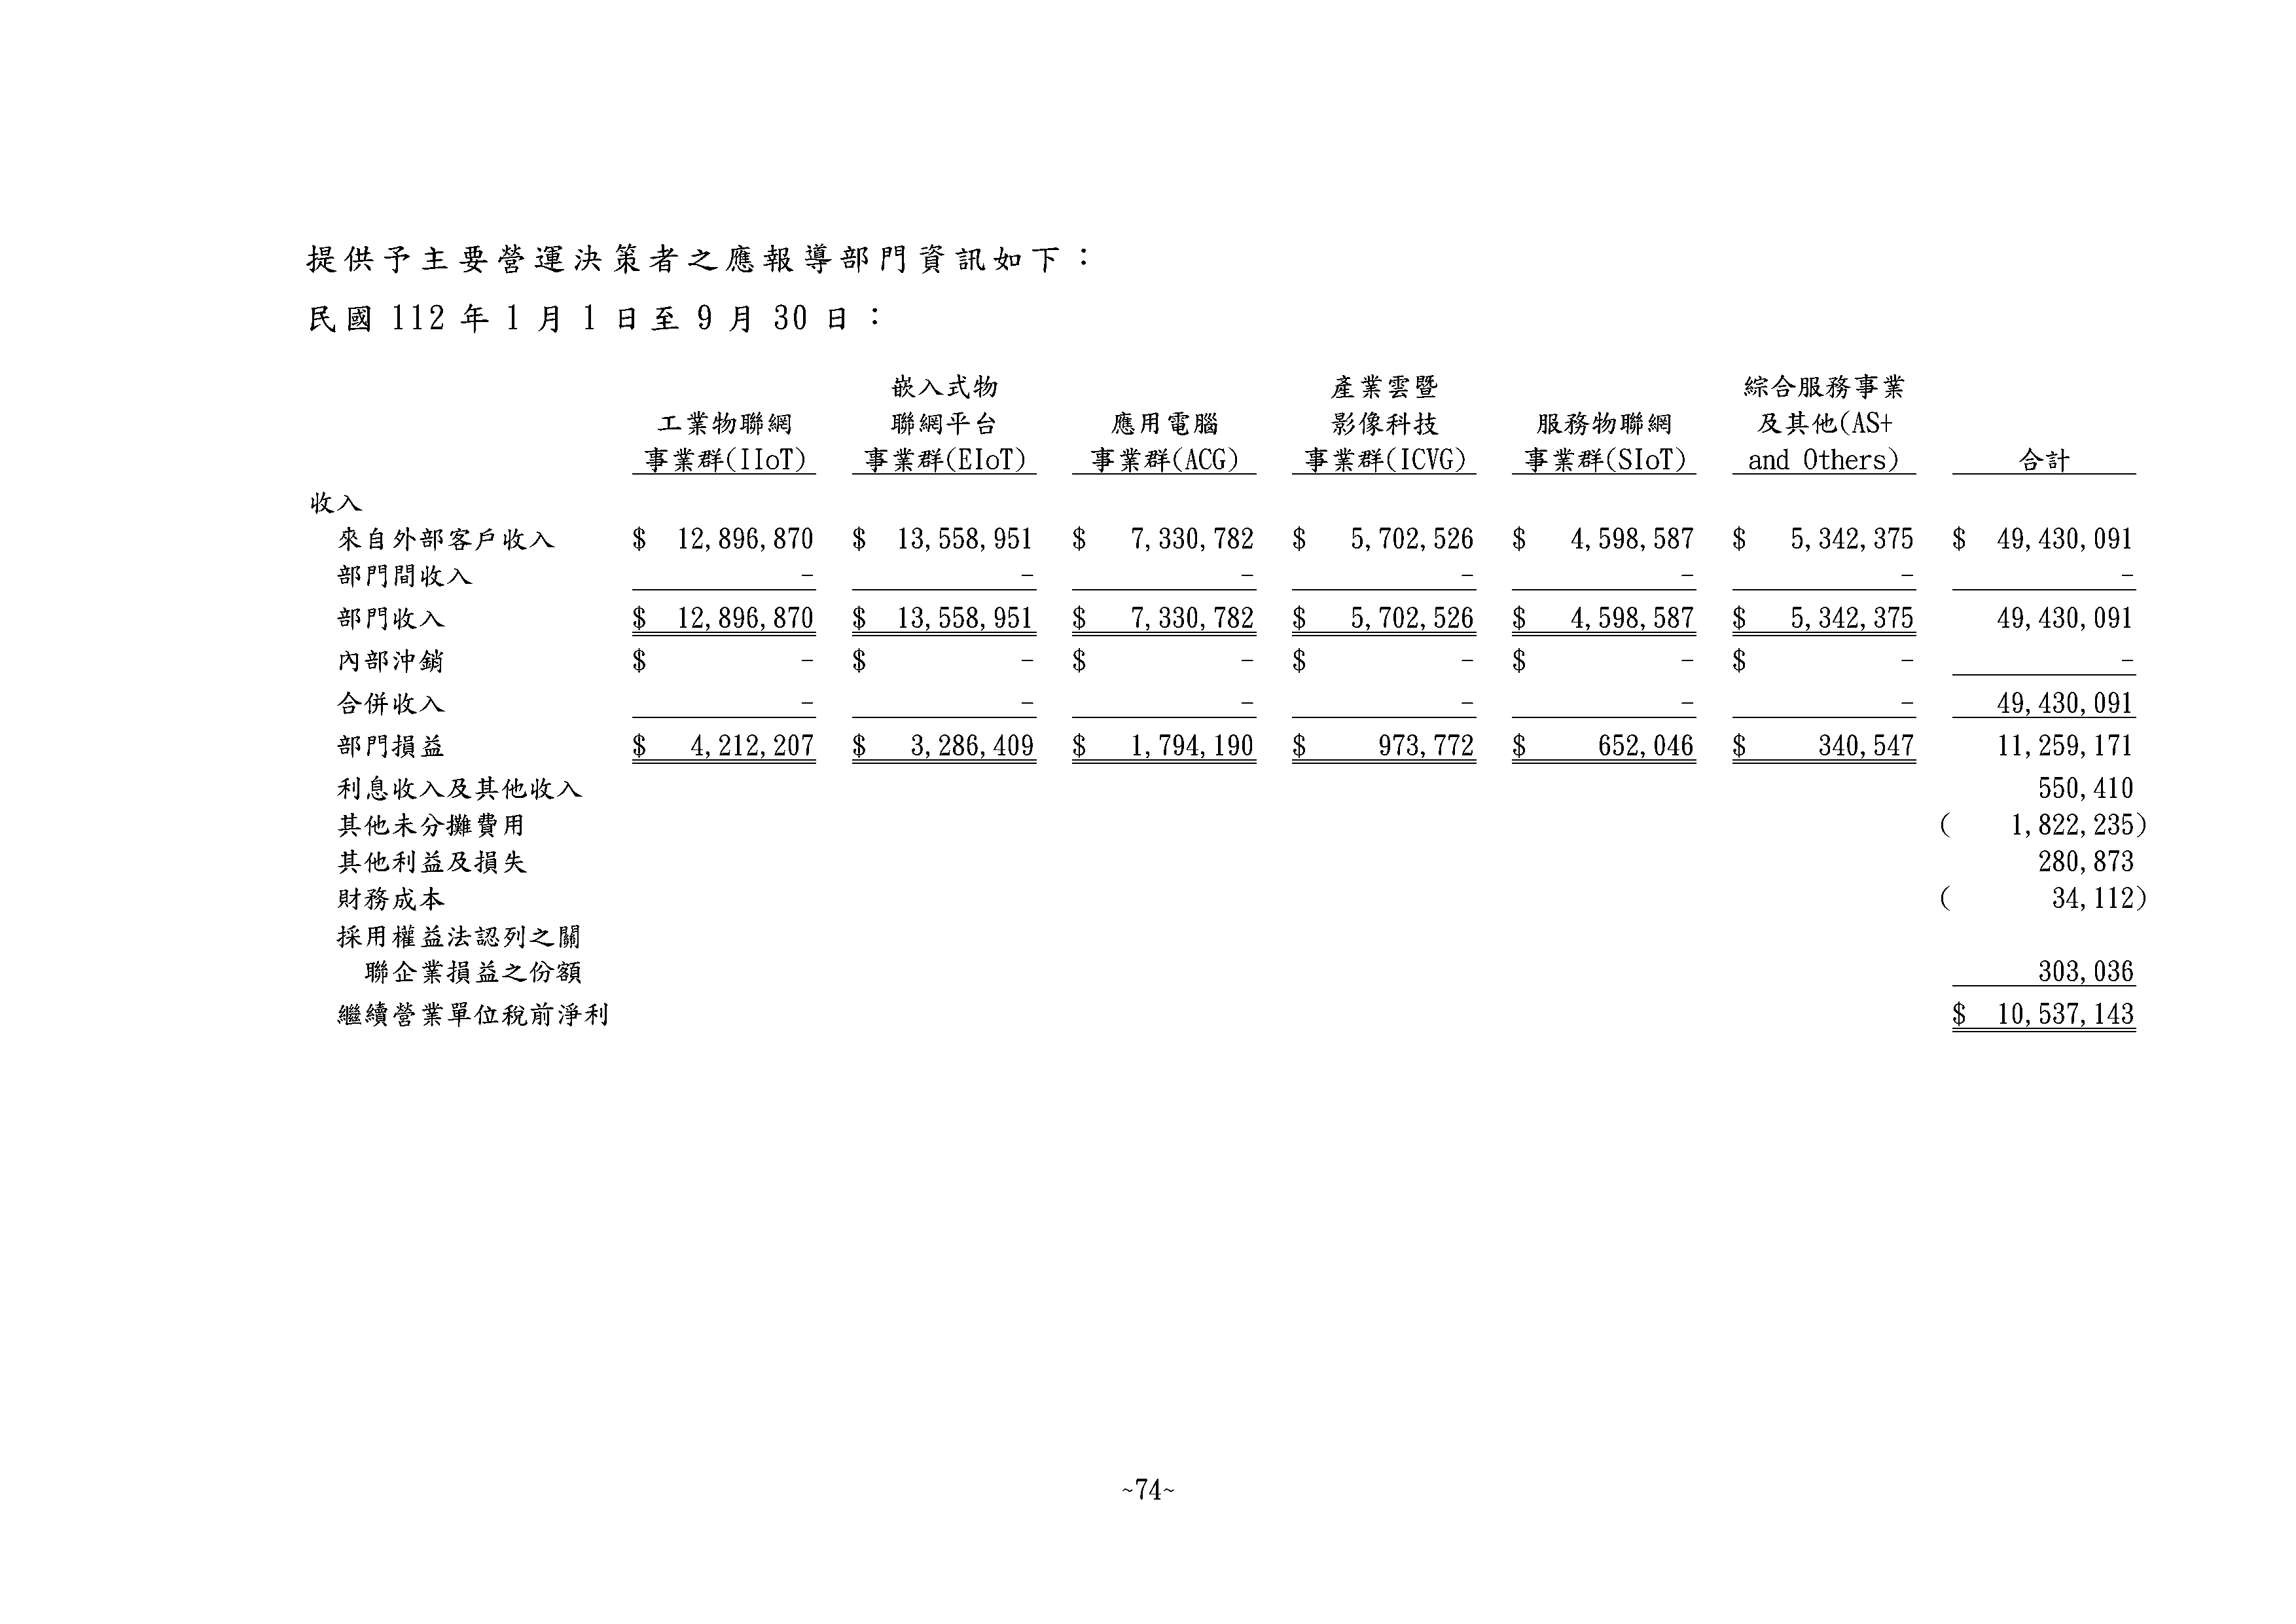 提供予主要營運決策者之應報導部門資訊如下：
民國 112 年 1 月 1 日至 9 月 30 日：
嵌入式物 產業雲暨 綜合服務事業
工業物聯網 聯網平台 應用電腦 影像科技 服務物聯網 及其他(AS+
事業群(IIoT) 事業群(EIoT) 事業群(ACG) 事業群(ICVG) 事業群(SIoT) and Others) 合計
收入
來自外部客戶收入 $ 12,896,870 $ 13,558,951 $ 7,330,782 $ 5,702,526 $ 4,598,587 $ 5,342,375 $ 49,430,091
部門間收入 - - - - - - -
部門收入 $ 12,896,870 $ 13,558,951 $ 7,330,782 $ 5,702,526 $ 4,598,587 $ 5,342,375 49,430,091
內部沖銷 $ - $ - $ - $ - $ - $ - -
合併收入 - - - - - - 49,430,091
部門損益 $ 4,212,207 $ 3,286,409 $ 1,794,190 $ 973,772 $ 652,046 $ 340,547 11,259,171
利息收入及其他收入 550,410
其他未分攤費用 ( 1,822,235)
其他利益及損失 280,873
財務成本 ( 34,112)
採用權益法認列之關
聯企業損益之份額 303,036
繼續營業單位稅前淨利 $ 10,537,143
~74~